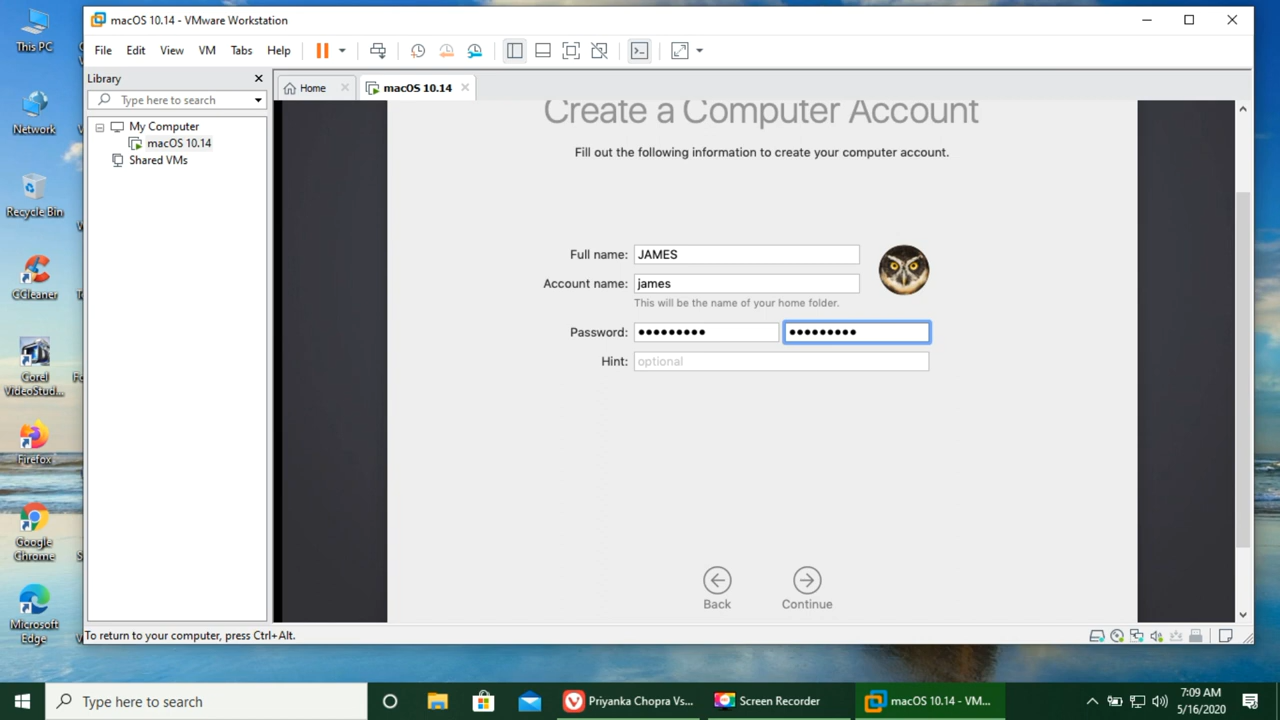 This PC
Network
Recycle Bin
CCleaner
Corel
VideoStud...
Firefox
Google
Chrome
Microsoft
Edge
macOS 10.14 - VMware Workstation
File Edit View VM Tabs Help
Library
Type here to search
My Computer
macOS 10.14
Shared VMs
Home
macOS 10.14
Create a Computer Account
Fill out the following information to create your computer account.
Full name: JAMES
Account name: james
This will be the name of your home folder.
Password: ●●●●●●●●● ●●●●●●●●●
Hint: optional
Back
Continue
To return to your computer, press Ctrl+Alt.
Type here to search
Priyanka Chopra Vs...
Screen Recorder
macOS 10.14 - VM...
7:09 AM
5/16/2020